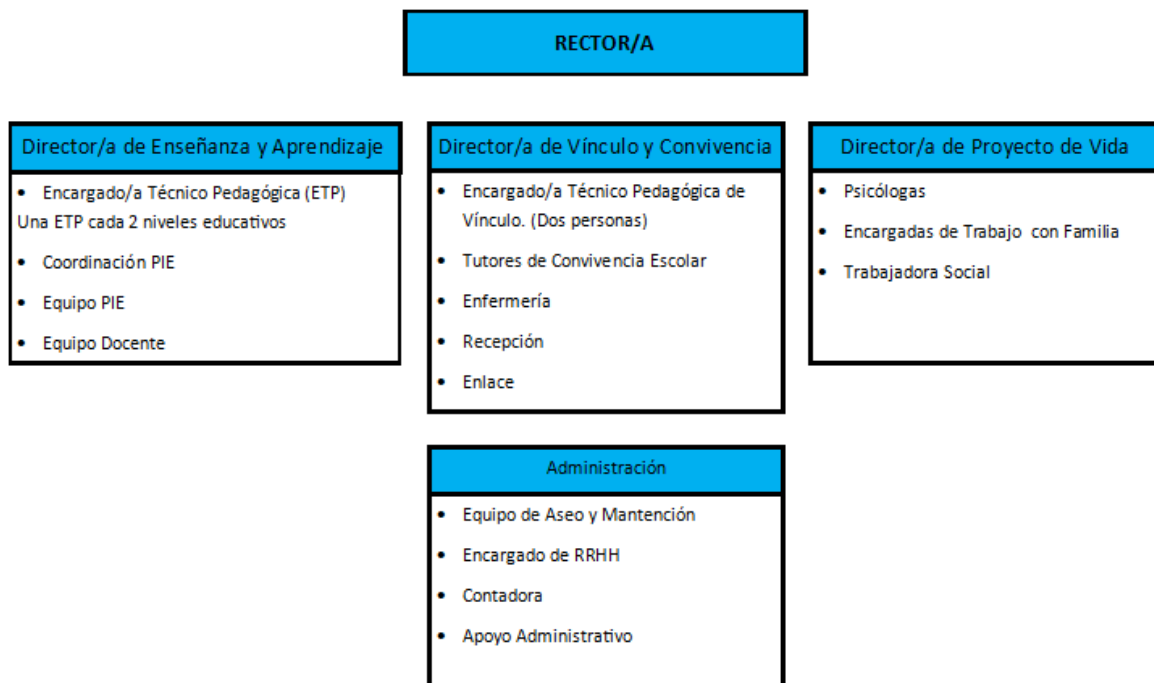 RECTOR/A
Director/a de Enseñanza y Aprendizaje
• Encargado/a Técnico Pedagógica (ETP)
Una ETP cada 2 niveles educativos
• Coordinación PIE
• Equipo PIE
• Equipo Docente
Director/a de Vínculo y Convivencia
• Encargado/a Técnico Pedagógica de
Vínculo. (Dos personas)
• Tutores de Convivencia Escolar
• Enfermería
• Recepción
• Enlace
Director/a de Proyecto de Vida
• Psicólogas
• Encargadas de Trabajo con Familia
• Trabajadora Social
Administración
• Equipo de Aseo y Mantención
• Encargado de RRHH
• Contadora
• Apoyo Administrativo